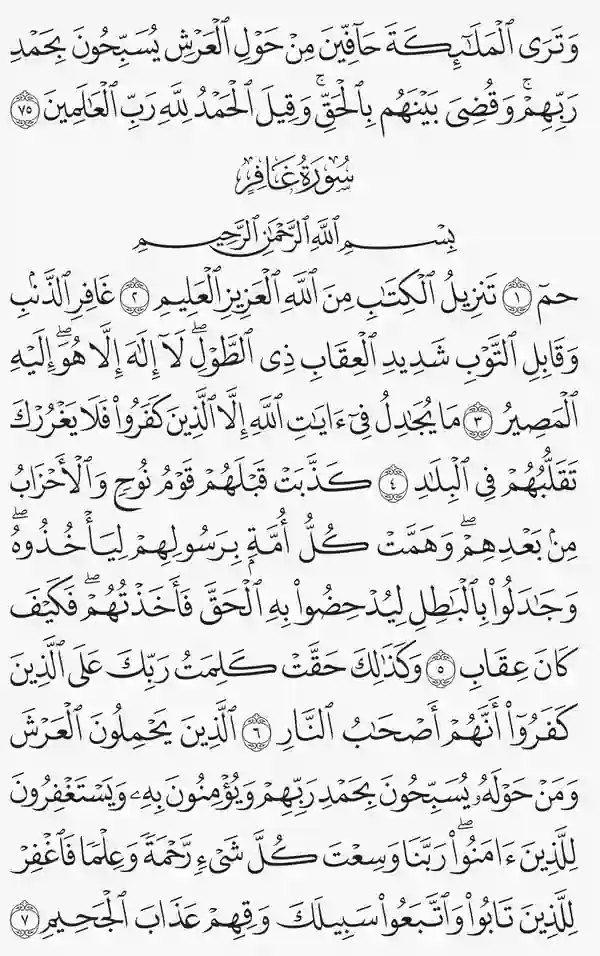 وَتَرَى ٱلْمَلَٰٓئِكَةَ حَآفِّينَ مِنْ حَوْلِ ٱلْعَرْشِ يُسَبِّحُونَ بِحَمْدِ
رَبِّهِمْۖ وَقُضِىَ بَيْنَهُم بِٱلْحَقِّۚ وَقِيلَ ٱلْحَمْدُ لِلَّهِ رَبِّ ٱلْعَٰلَمِينَ ٧٥
سُورَةُ غَافِرٍ
بِسْمِ ٱللَّهِ ٱلرَّحْمَٰنِ ٱلرَّحِيمِ
حمٓ ١ تَنزِيلُ ٱلْكِتَٰبِ مِنَ ٱللَّهِ ٱلْعَزِيزِ ٱلْعَلِيمِ ٢ غَافِرِ ٱلذَّنۢبِ
وَقَابِلِ ٱلتَّوْبِ شَدِيدِ ٱلْعِقَابِ ذِى ٱلطَّوْلِۖ لَآ إِلَٰهَ إِلَّا هُوَۖ إِلَيْهِ
ٱلْمَصِيرُ ٣ مَا يُجَٰدِلُ فِىٓ ءَايَٰتِ ٱللَّهِ إِلَّا ٱلَّذِينَ كَفَرُوا۟ فَلَا يَغْرُرْكَ
تَقَلُّبُهُمْ فِى ٱلْبِلَٰدِ ٤ كَذَّبَتْ قَبْلَهُمْ قَوْمُ نُوحٍ وَٱلْأَحْزَابُ
مِنۢ بَعْدِهِمْۖ وَهَمَّتْ كُلُّ أُمَّةٍۭ بِرَسُولِهِمْ لِيَأْخُذُوهُۖ
وَجَٰدَلُوا۟ بِٱلْبَٰطِلِ لِيُدْحِضُوا۟ بِهِ ٱلْحَقَّ فَأَخَذْتُهُمْۖ فَكَيْفَ
كَانَ عِقَابِ ٥ وَكَذَٰلِكَ حَقَّتْ كَلِمَتُ رَبِّكَ عَلَى ٱلَّذِينَ
كَفَرُوٓا۟ أَنَّهُمْ أَصْحَٰبُ ٱلنَّارِ ٦ ٱلَّذِينَ يَحْمِلُونَ ٱلْعَرْشَ
وَمَنْ حَوْلَهُۥ يُسَبِّحُونَ بِحَمْدِ رَبِّهِمْ وَيُؤْمِنُونَ بِهِۦ وَيَسْتَغْفِرُونَ
لِلَّذِينَ ءَامَنُوا۟ۖ رَبَّنَا وَسِعْتَ كُلَّ شَىْءٍ رَّحْمَةً وَعِلْمًا فَٱغْفِرْ
لِلَّذِينَ تَابُوا۟ وَٱتَّبَعُوا۟ سَبِيلَكَ وَقِهِمْ عَذَابَ ٱلْجَحِيمِ ٧